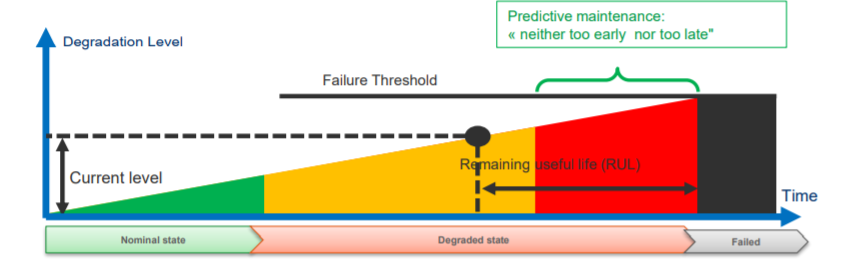 Predictive maintenance:
« neither too early nor too late"
Degradation Level
Failure Threshold
Remaining useful life (RUL)
Current level
Time
Nominal state
Degraded state
Failed